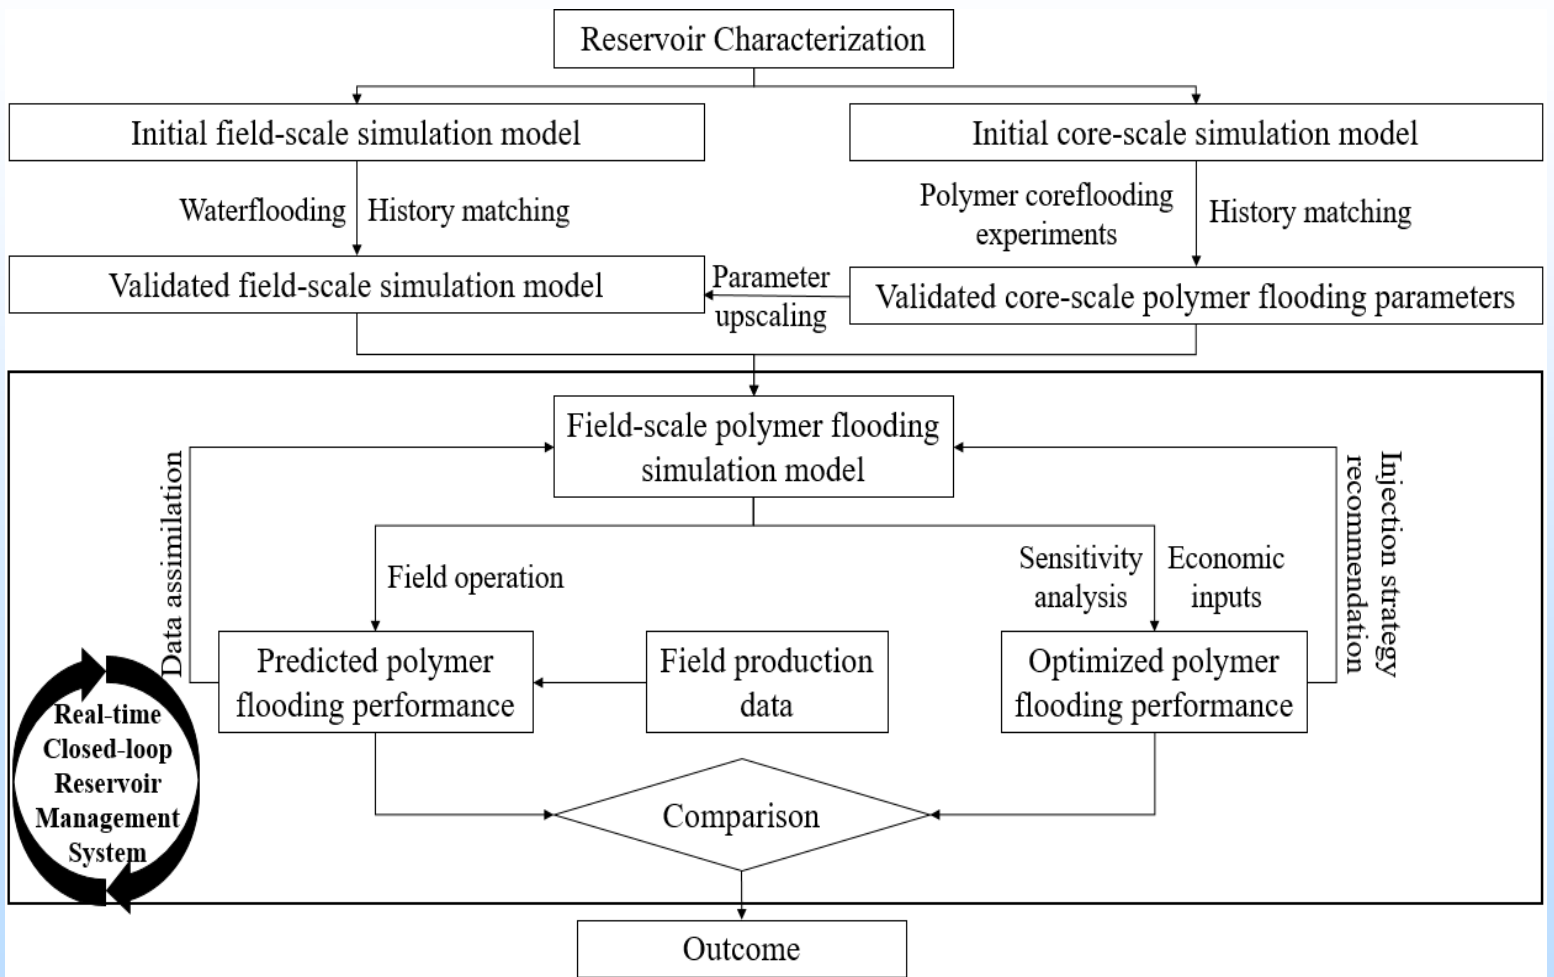 Reservoir Characterization
Initial field-scale simulation model
Initial core-scale simulation model
Waterflooding
History matching
Polymer coreflooding
experiments
History matching
Validated field-scale simulation model
Parameter
upscaling
Validated core-scale polymer flooding parameters
Field-scale polymer flooding
simulation model
Data assimilation
Field operation
Sensitivity
analysis
Economic
inputs
Injection strategy
recommendation
Predicted polymer
flooding performance
Field production
data
Optimized polymer
flooding performance
Real-time
Closed-loop
Reservoir
Management
System
Comparison
Outcome